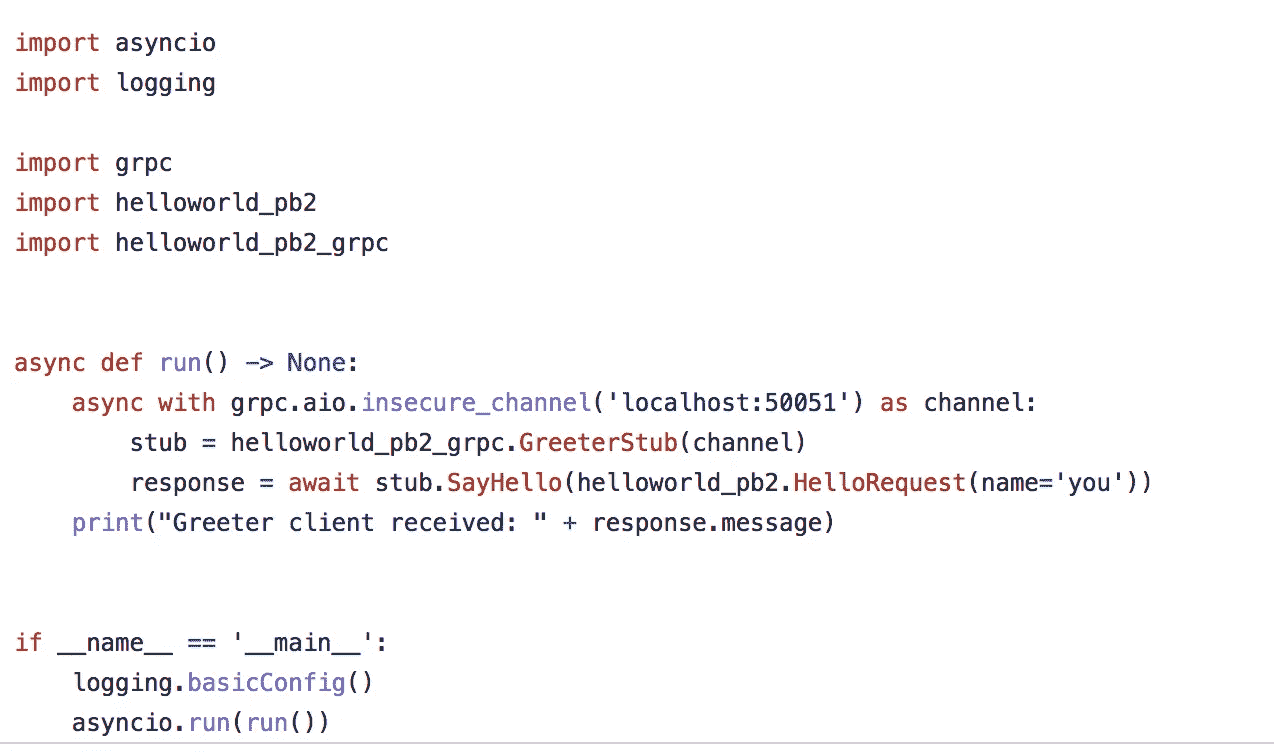 import asyncio
import logging
import grpc
import helloworld_pb2
import helloworld_pb2_grpc
async def run() -> None:
    async with grpc.aio.insecure_channel('localhost:50051') as channel:
        stub = helloworld_pb2_grpc.GreeterStub(channel)
        response = await stub.SayHello(helloworld_pb2.HelloRequest(name='you'))
    print("Greeter client received: " + response.message)
if __name__ == '__main__':
    logging.basicConfig()
    asyncio.run(run())